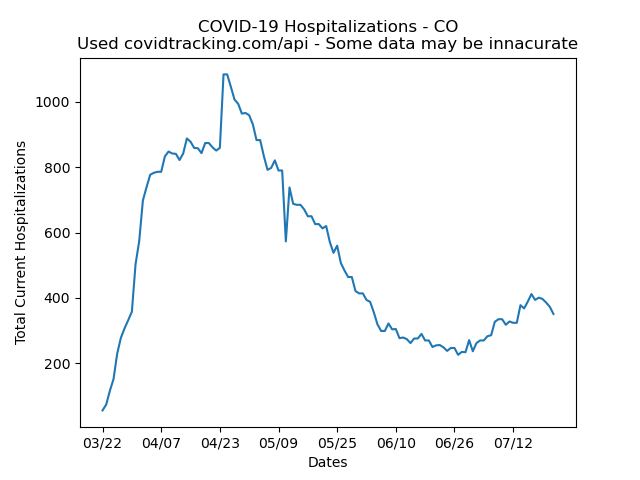 COVID-19 Hospitalizations - CO
Used covidtracking.com/api - Some data may be innacurate
Total Current Hospitalizations
1000
800
600
400
200
03/22 04/07 04/23 05/09 05/25 06/10 06/26 07/12
Dates